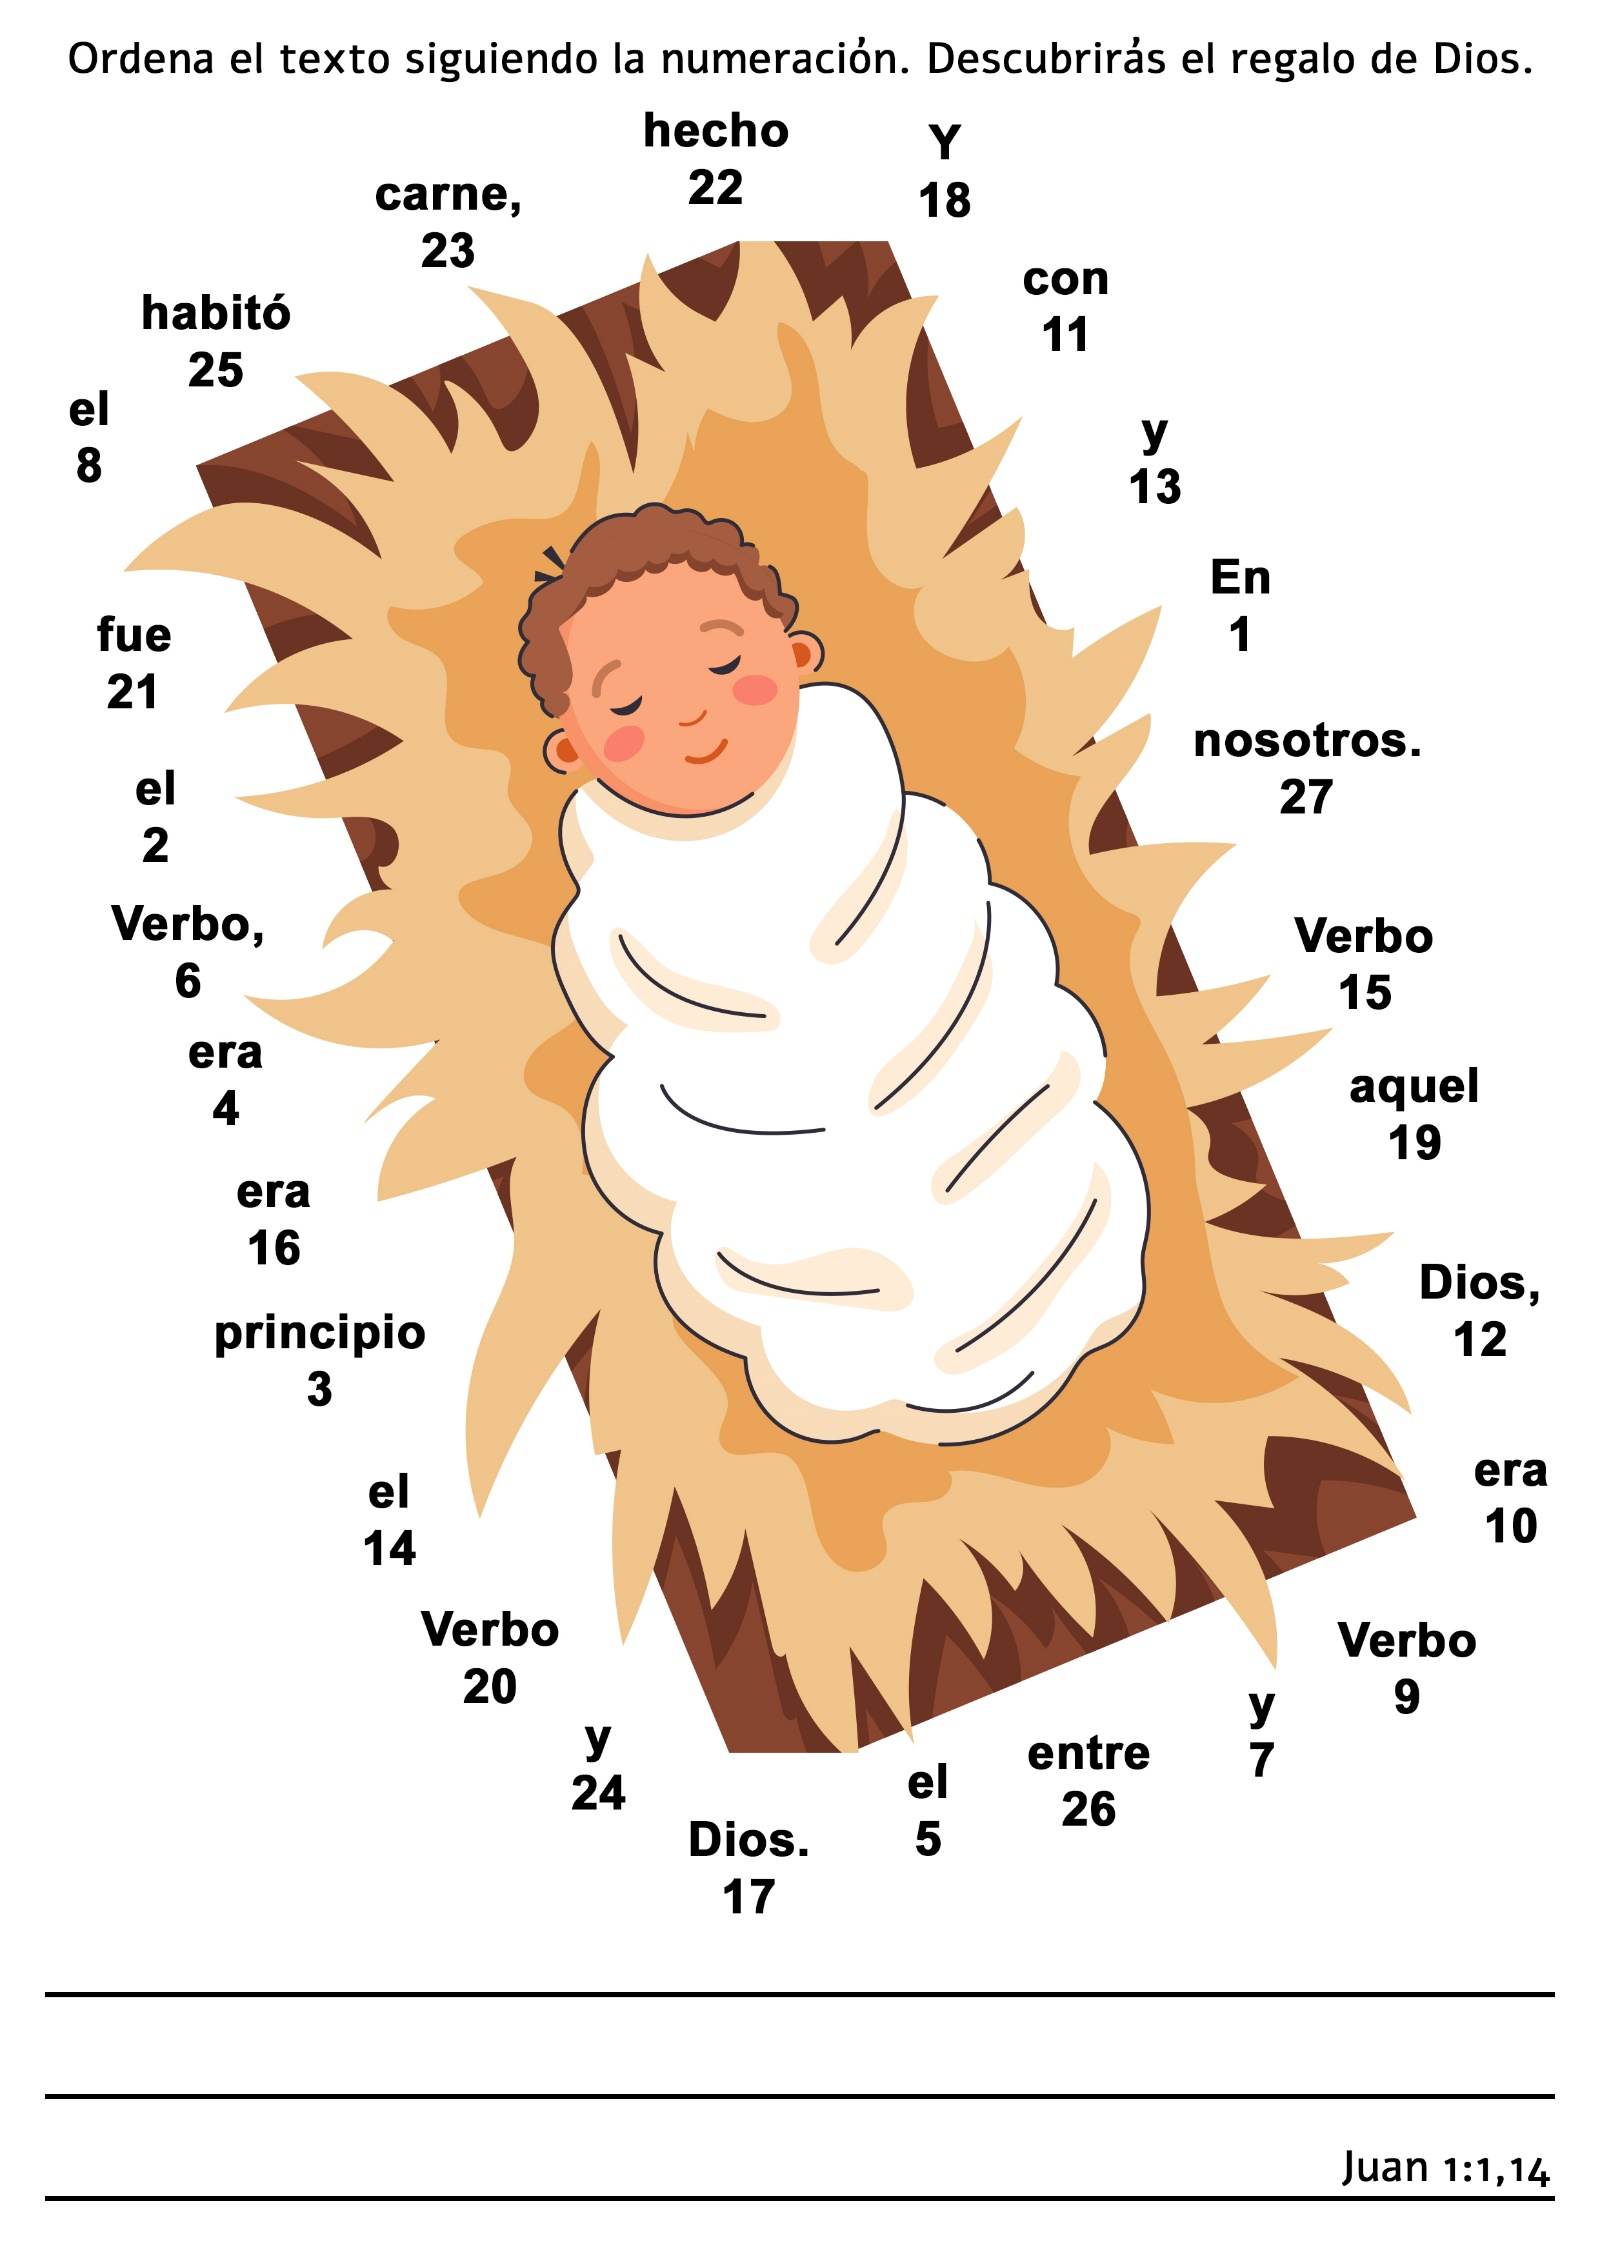 Ordena el texto siguiendo la numeración. Descubrirás el regalo de Dios.
hecho
22
Y
18
carne,
23
con
11
habitó
25
el
8
y
13
En
1
fue
21
nosotros.
27
el
2
Verbo,
6
Verbo
15
era
4
aquel
19
era
16
Dios,
12
principio
3
era
10
el
14
Verbo
20
Verbo
9
y
7
y
24
entre
26
el
5
Dios.
17
Juan 1:1,14